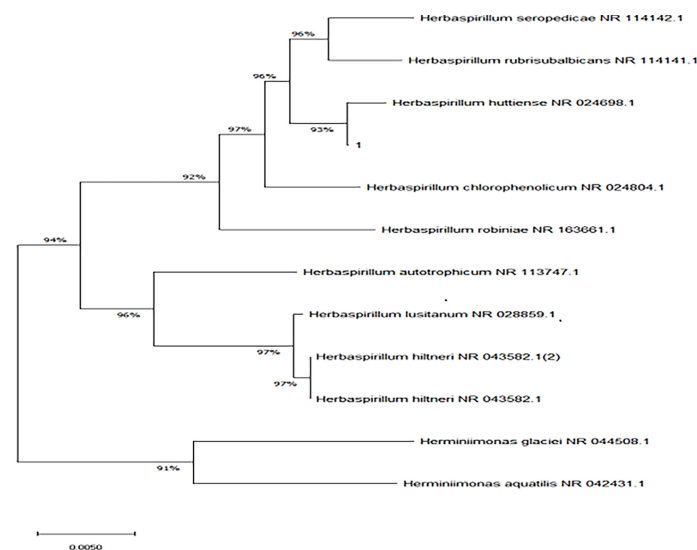 Herbaspirillum seropedicae NR 114142.1
96%
Herbaspirillum rubrisubalbicans NR 114141.1
96%
Herbaspirillum huttiense NR 024698.1
93%
1
97%
Herbaspirillum chlorophenolicum NR 024804.1
92%
Herbaspirillum robiniae NR 163661.1
94%
Herbaspirillum autotrophicum NR 113747.1
96%
Herbaspirillum lusitanum NR 028859.1
97%
Herbaspirillum hiltneri NR 043582.1(2)
97%
Herbaspirillum hiltneri NR 043582.1
Herminiimonas glaciei NR 044508.1
91%
Herminiimonas aquatilis NR 042431.1
0.0050